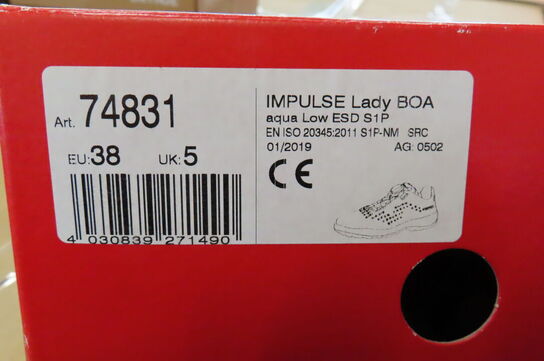 Art. 74831
EU: 38 UK: 5
4 030839 271490
IMPULSE Lady BOA
aqua Low ESD S1P
EN ISO 20345:2011 S1P-NM SRC
01/2019 AG: 0502
CE